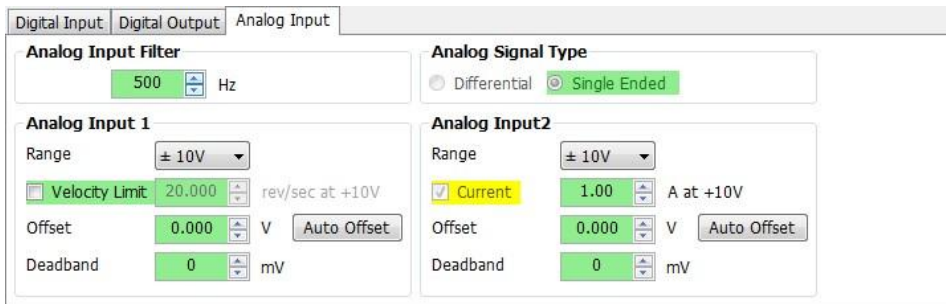 Digital Input Digital Output Analog Input
Analog Input Filter
500 Hz
Analog Signal Type
Differential Single Ended
Analog Input 1
Range ± 10V
Velocity Limit 20.000 rev/sec at +10V
Offset 0.000 V Auto Offset
Deadband 0 mV
Analog Input2
Range ± 10V
Current 1.00 A at +10V
Offset 0.000 V Auto Offset
Deadband 0 mV